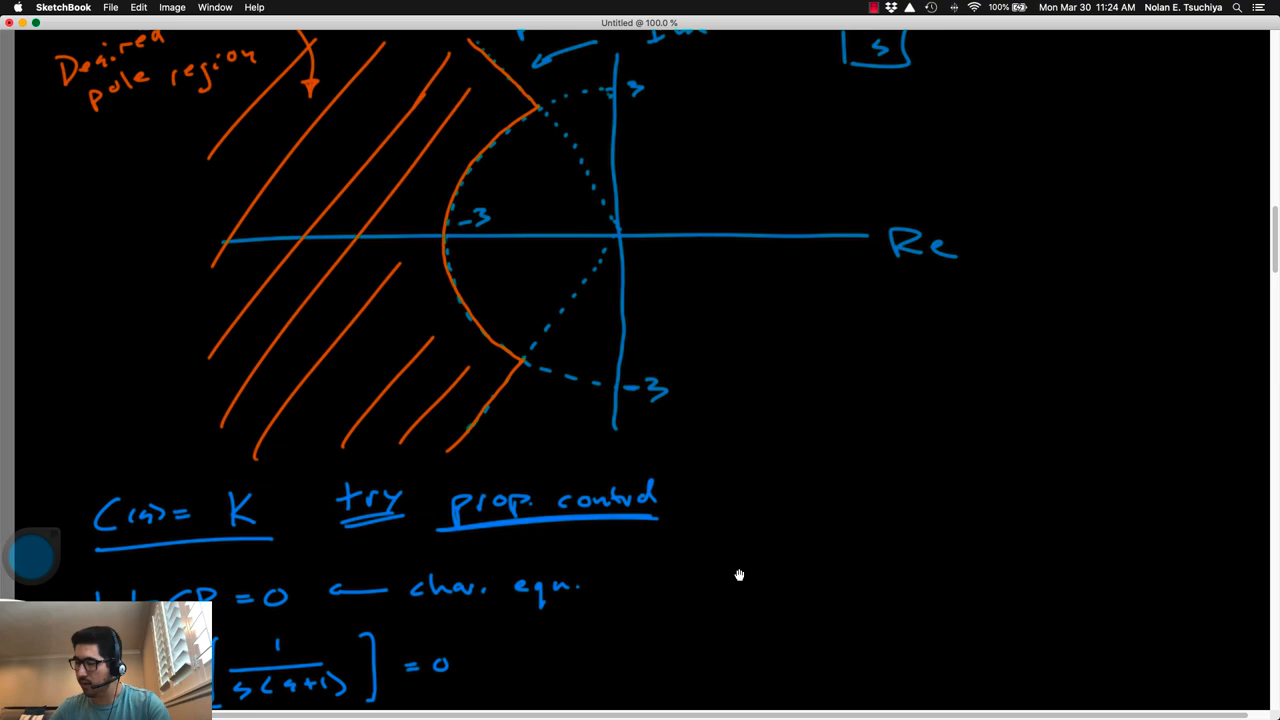 SketchBook File Edit Image Window Help 100% Mon Mar 30 11:24 AM Nolan E. Tsuchiya
Untitled @ 100.0 %
Desired
pole region
s
3
-3
Re
-3
C(s)= K try prop. control
CP = 0 ← char. eqn.
[ 1 / s(s+1) ] = 0